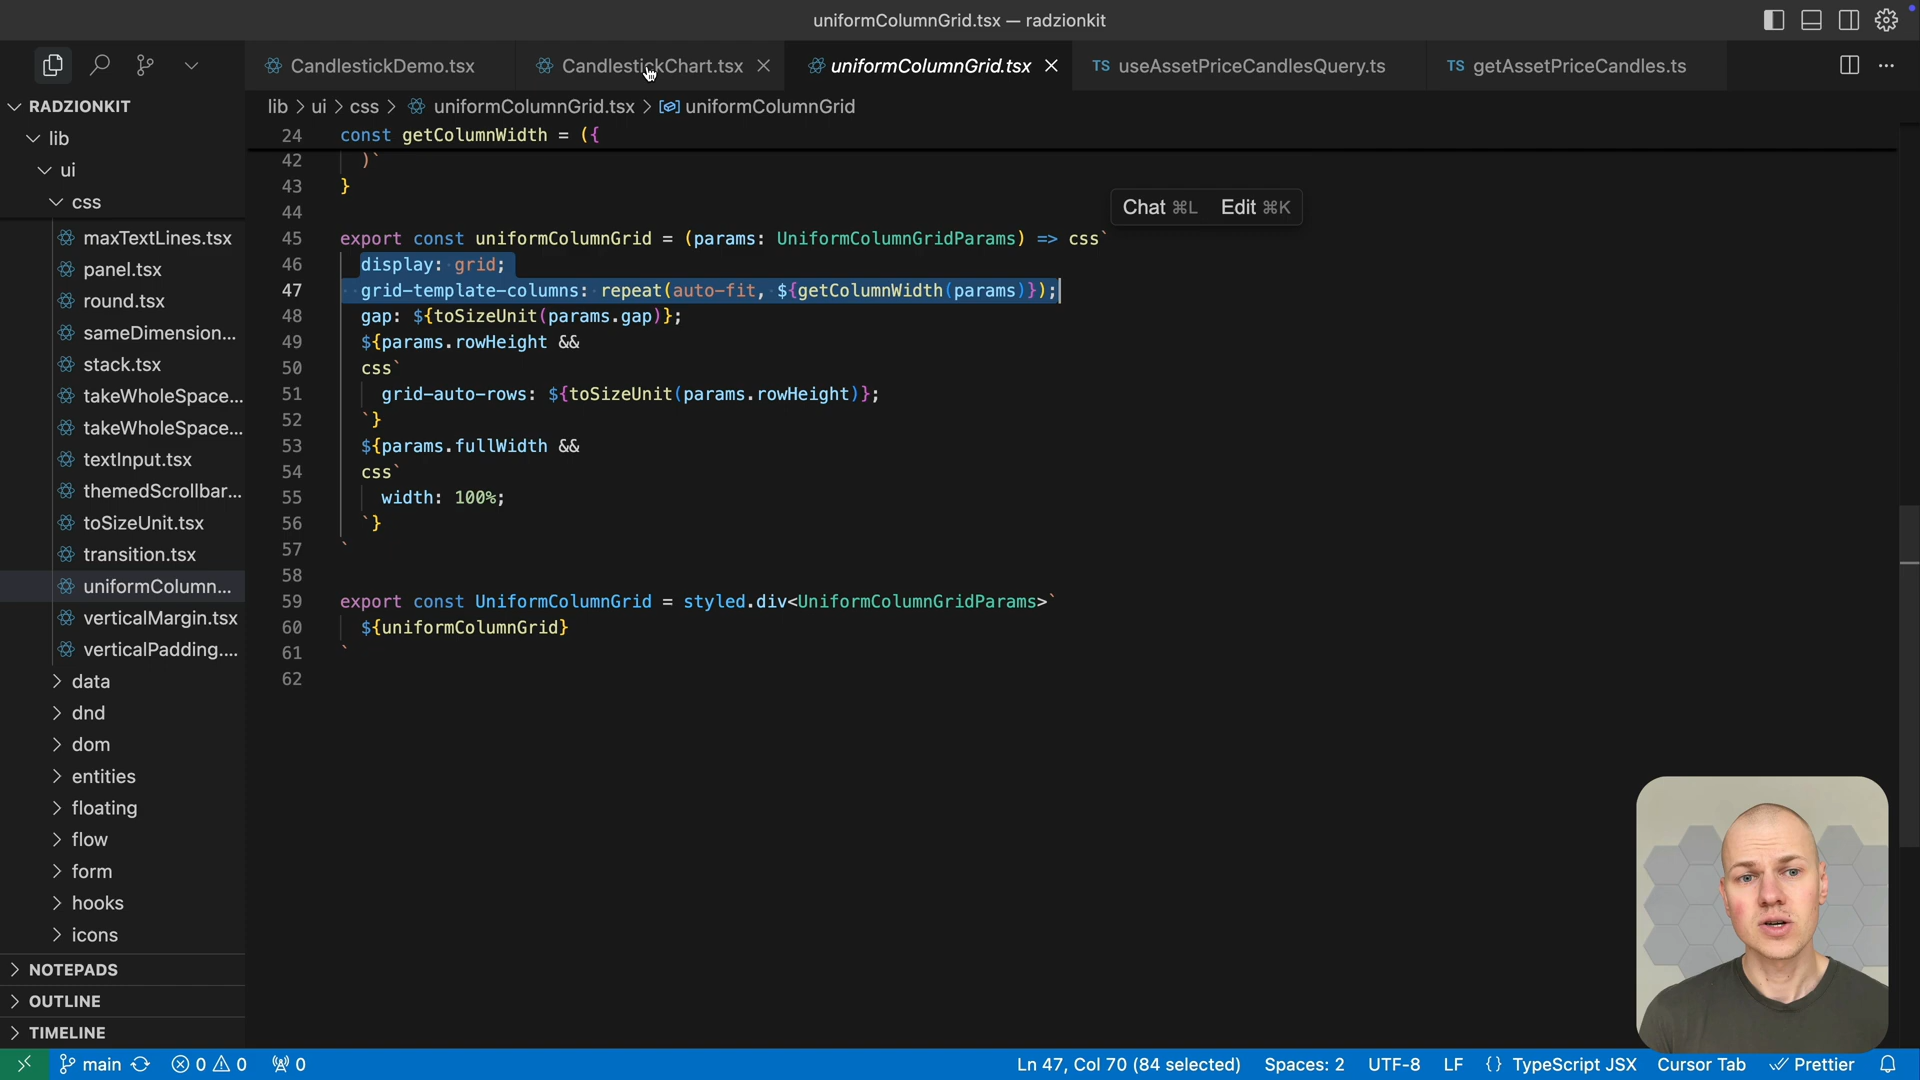 uniformColumnGrid.tsx — radzionkit
CandlestickDemo.tsx
CandlestickChart.tsx
uniformColumnGrid.tsx
TS useAssetPriceCandlesQuery.ts
TS getAssetPriceCandles.ts
RADZIONKIT
lib
ui
css
maxTextLines.tsx
panel.tsx
round.tsx
sameDimension...
stack.tsx
takeWholeSpace...
takeWholeSpace...
textInput.tsx
themedScrollbar...
toSizeUnit.tsx
transition.tsx
uniformColumn...
verticalMargin.tsx
verticalPadding....
data
dnd
dom
entities
floating
flow
form
hooks
icons
NOTEPADS
OUTLINE
TIMELINE
lib > ui > css > uniformColumnGrid.tsx > uniformColumnGrid
24 const getColumnWidth = ({
42 )`
43 }
44
Chat ⌘L Edit ⌘K
45 export const uniformColumnGrid = (params: UniformColumnGridParams) => css`
46 display: grid;
47 grid-template-columns: repeat(auto-fit, ${getColumnWidth(params)});
48 gap: ${toSizeUnit(params.gap)};
49 ${params.rowHeight &&
50 css`
51 grid-auto-rows: ${toSizeUnit(params.rowHeight)};
52 `}
53 ${params.fullWidth &&
54 css`
55 width: 100%;
56 `}
57 `
58
59 export const UniformColumnGrid = styled.div<UniformColumnGridParams>`
60 ${uniformColumnGrid}
61 `
62
main 0 0 0 Ln 47, Col 70 (84 selected) Spaces: 2 UTF-8 LF {} TypeScript JSX Cursor Tab Prettier